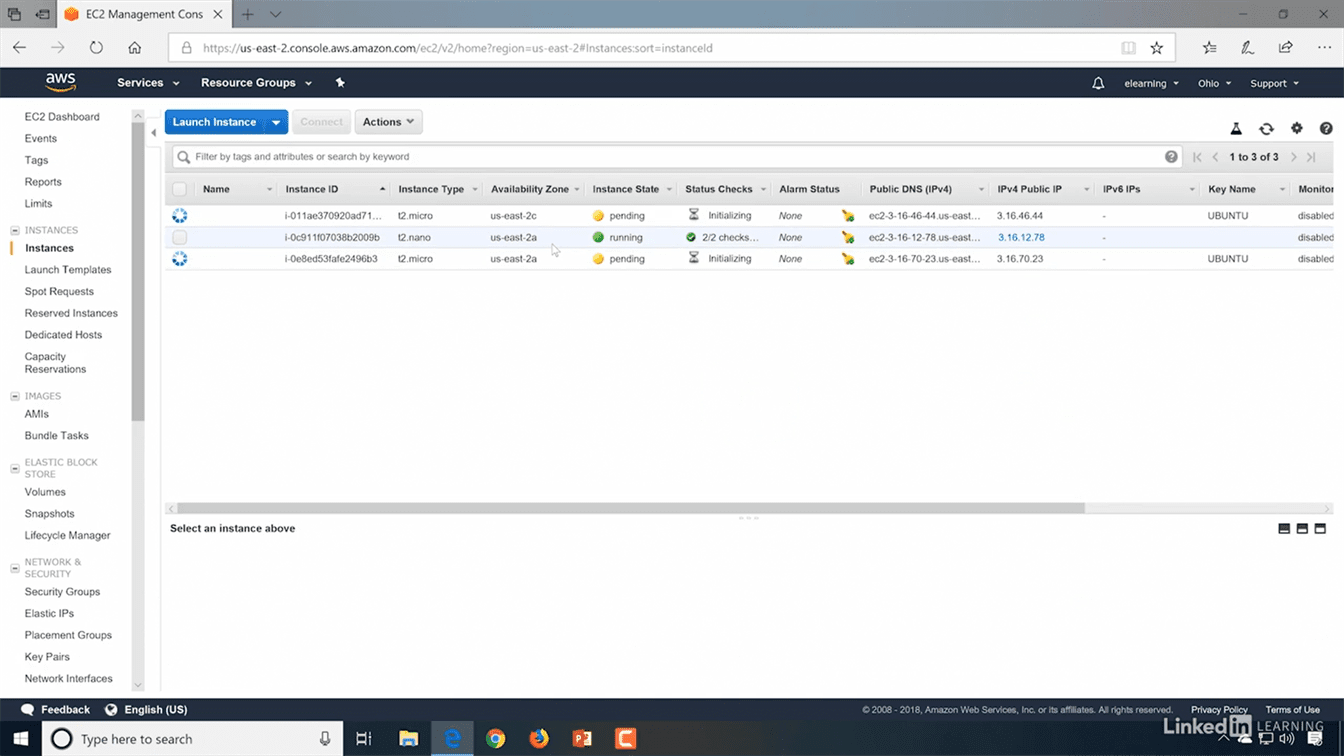 EC2 Management Cons
https://us-east-2.console.aws.amazon.com/ec2/v2/home?region=us-east-2#Instances:sort=instanceId
aws Services Resource Groups elearning Ohio Support
EC2 Dashboard
Events
Tags
Reports
Limits
INSTANCES
Instances
Launch Templates
Spot Requests
Reserved Instances
Dedicated Hosts
Capacity
Reservations
IMAGES
AMIs
Bundle Tasks
ELASTIC BLOCK
STORE
Volumes
Snapshots
Lifecycle Manager
NETWORK &
SECURITY
Security Groups
Elastic IPs
Placement Groups
Key Pairs
Network Interfaces
Launch Instance Connect Actions
Filter by tags and attributes or search by keyword 1 to 3 of 3
Name Instance ID Instance Type Availability Zone Instance State Status Checks Alarm Status Public DNS (IPv4) IPv4 Public IP IPv6 IPs Key Name Monitor
i-011ae370920ad71... t2.micro us-east-2c pending Initializing None ec2-3-16-46-44.us-east... 3.16.46.44 - UBUNTU disabled
i-0c911f07038b2009b t2.nano us-east-2a running 2/2 checks... None ec2-3-16-12-78.us-east... 3.16.12.78 - disabled
i-0e8ed53fafe2496b3 t2.micro us-east-2a pending Initializing None ec2-3-16-70-23.us-east... 3.16.70.23 - UBUNTU disabled
Select an instance above
Feedback English (US) © 2008 - 2018, Amazon Web Services, Inc. or its affiliates. All rights reserved. Privacy Policy Terms of Use
Type here to search
LinkedIn LEARNING